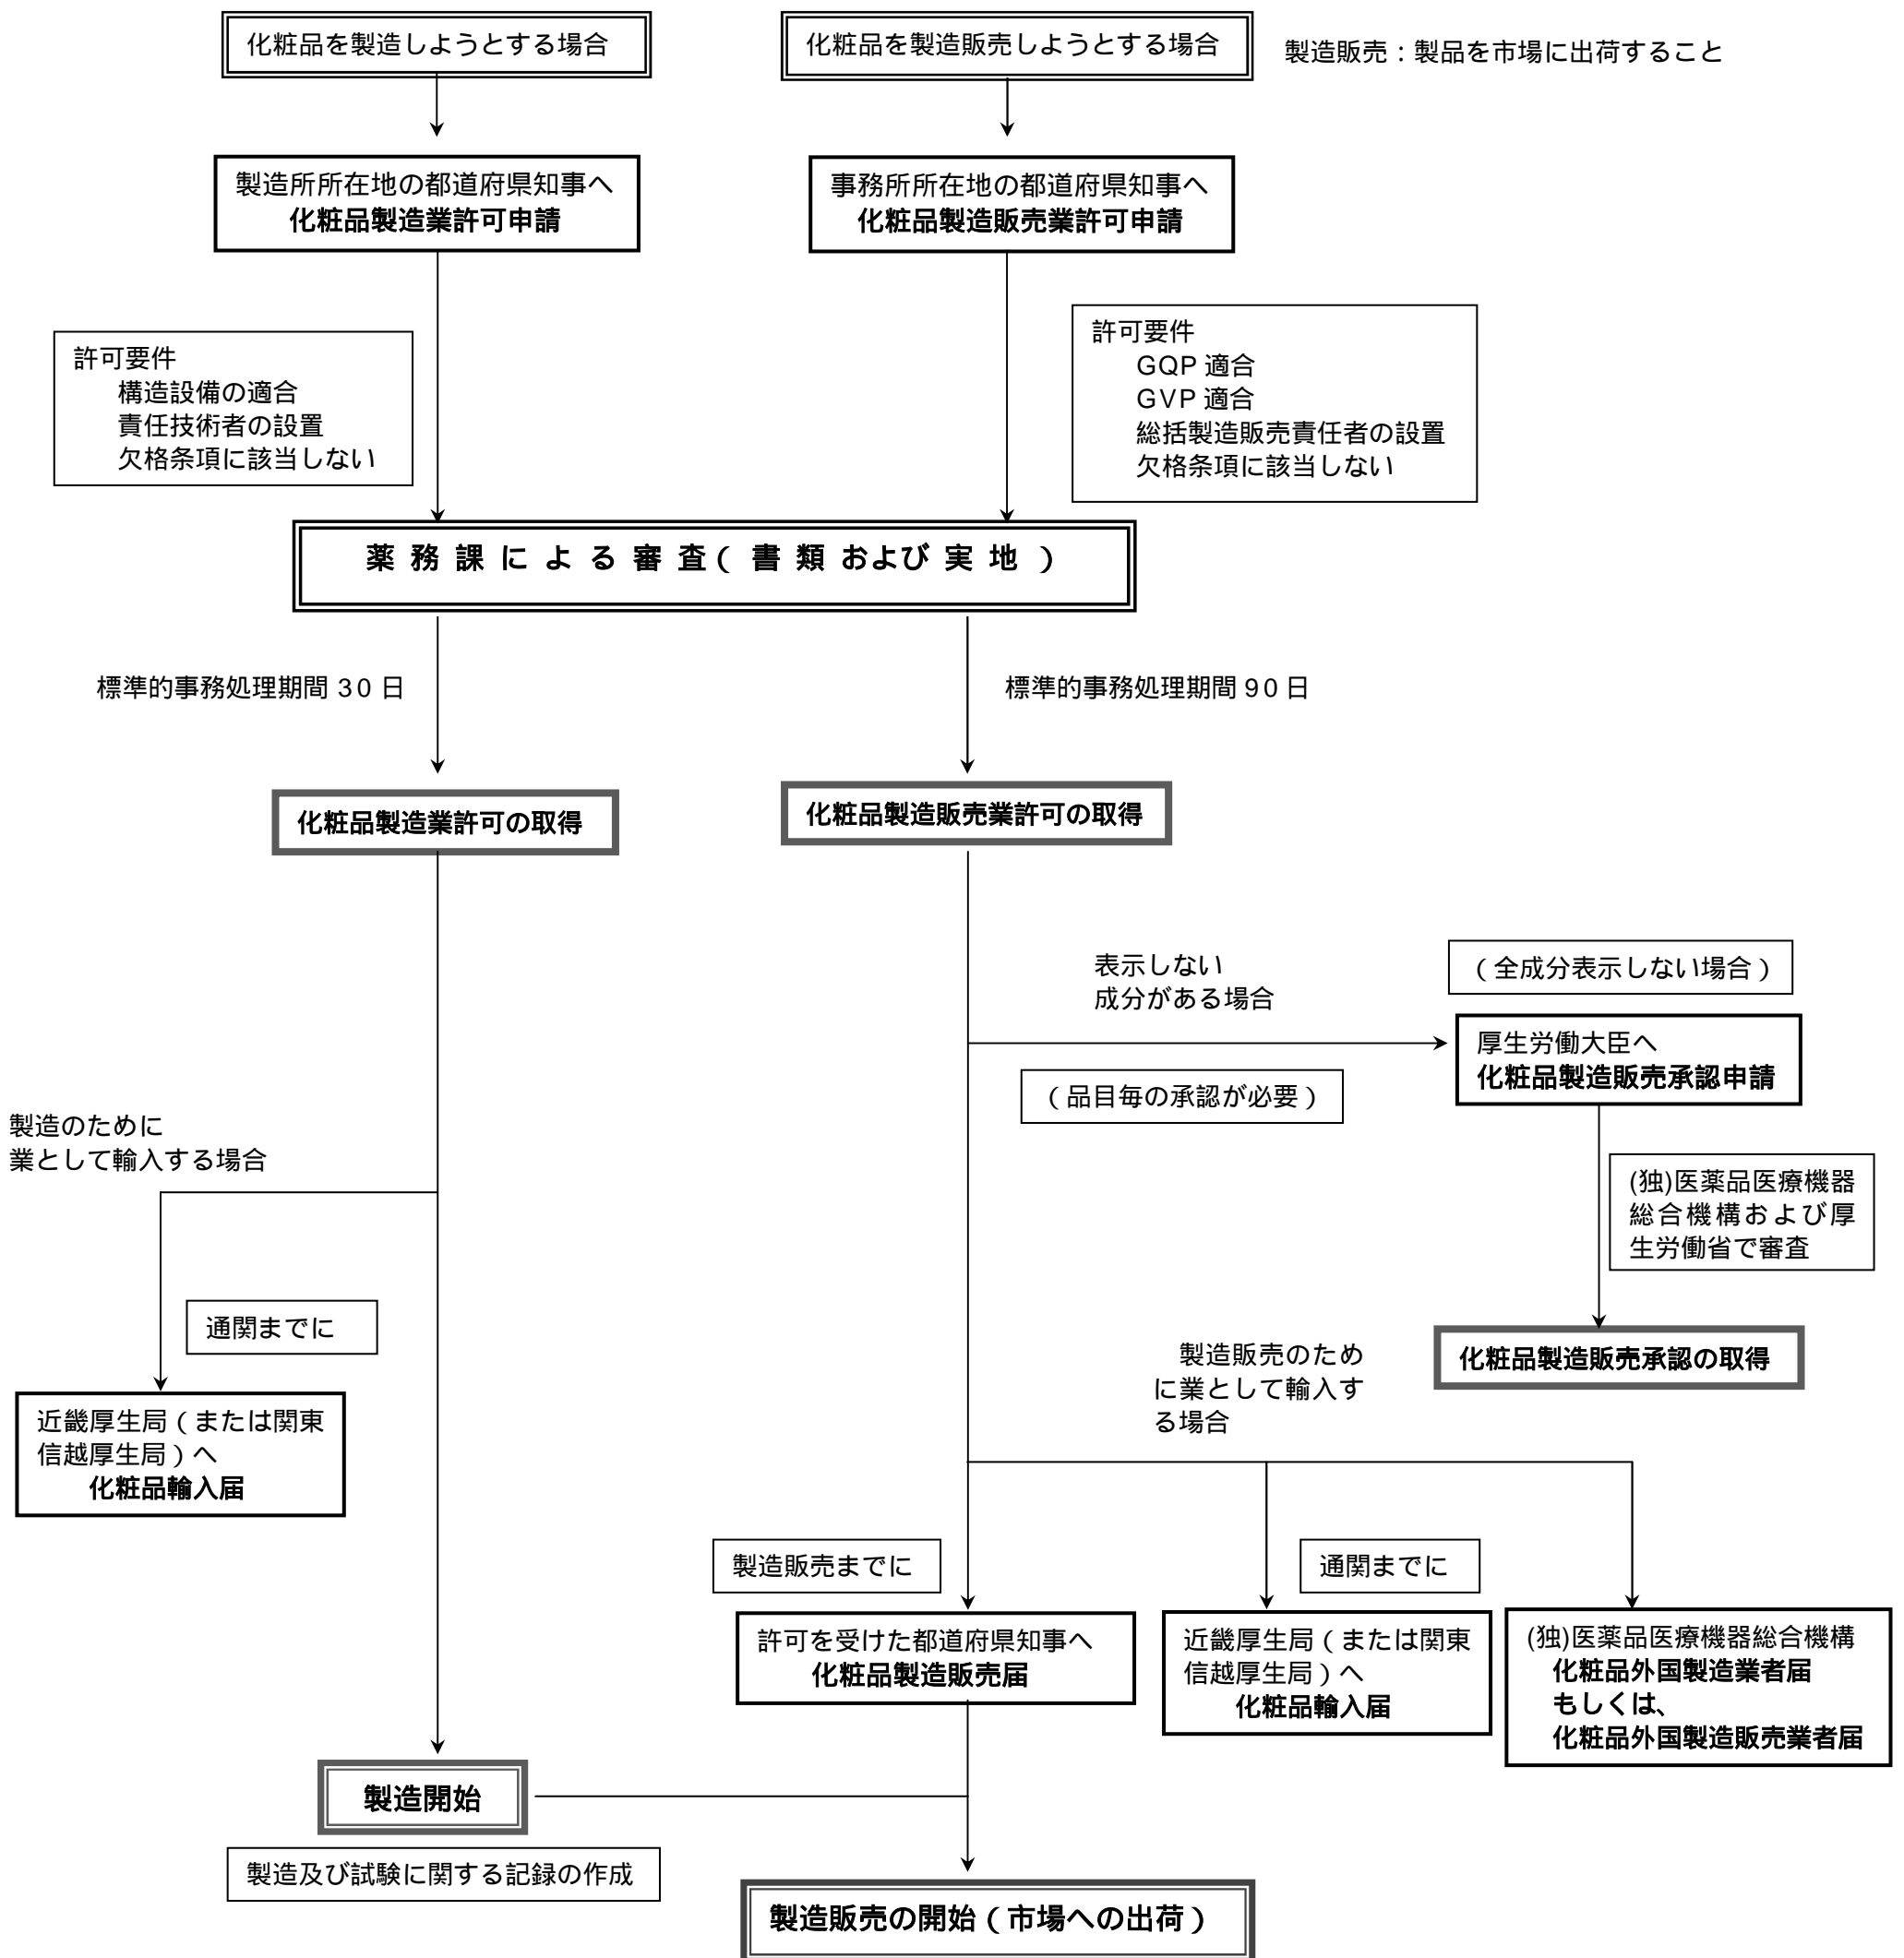 化粧品を製造しようとする場合
化粧品を製造販売しようとする場合
製造販売：製品を市場に出荷すること
製造所所在地の都道府県知事へ
化粧品製造業許可申請
事務所所在地の都道府県知事へ
化粧品製造販売業許可申請
許可要件
構造設備の適合
責任技術者の設置
欠格条項に該当しない
許可要件
GQP 適合
GVP 適合
総括製造販売責任者の設置
欠格条項に該当しない
薬務課による審査（書類および実地）
標準的事務処理期間 30 日
標準的事務処理期間 90 日
化粧品製造業許可の取得
化粧品製造販売業許可の取得
表示しない
成分がある場合
（全成分表示しない場合）
厚生労働大臣へ
化粧品製造販売承認申請
（品目毎の承認が必要）
製造のために
業として輸入する場合
(独)医薬品医療機器
総合機構および厚
生労働省で審査
通関までに
化粧品製造販売承認の取得
製造販売のため
に業として輸入す
る場合
近畿厚生局（または関東
信越厚生局）へ
化粧品輸入届
製造販売までに
通関までに
許可を受けた都道府県知事へ
化粧品製造販売届
近畿厚生局（または関東
信越厚生局）へ
化粧品輸入届
(独)医薬品医療機器総合機構
化粧品外国製造業者届
もしくは、
化粧品外国製造販売業者届
製造開始
製造及び試験に関する記録の作成
製造販売の開始（市場への出荷）